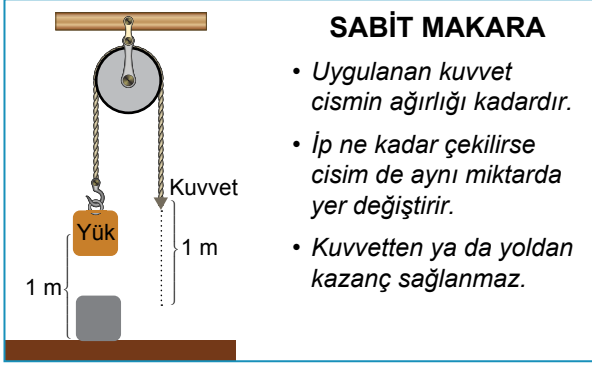 SABİT MAKARA
• Uygulanan kuvvet
cismin ağırlığı kadardır.
• İp ne kadar çekilirse
cisim de aynı miktarda
yer değiştirir.
• Kuvvetten ya da yoldan
kazanç sağlanmaz.
Kuvvet
Yük
1 m
1 m